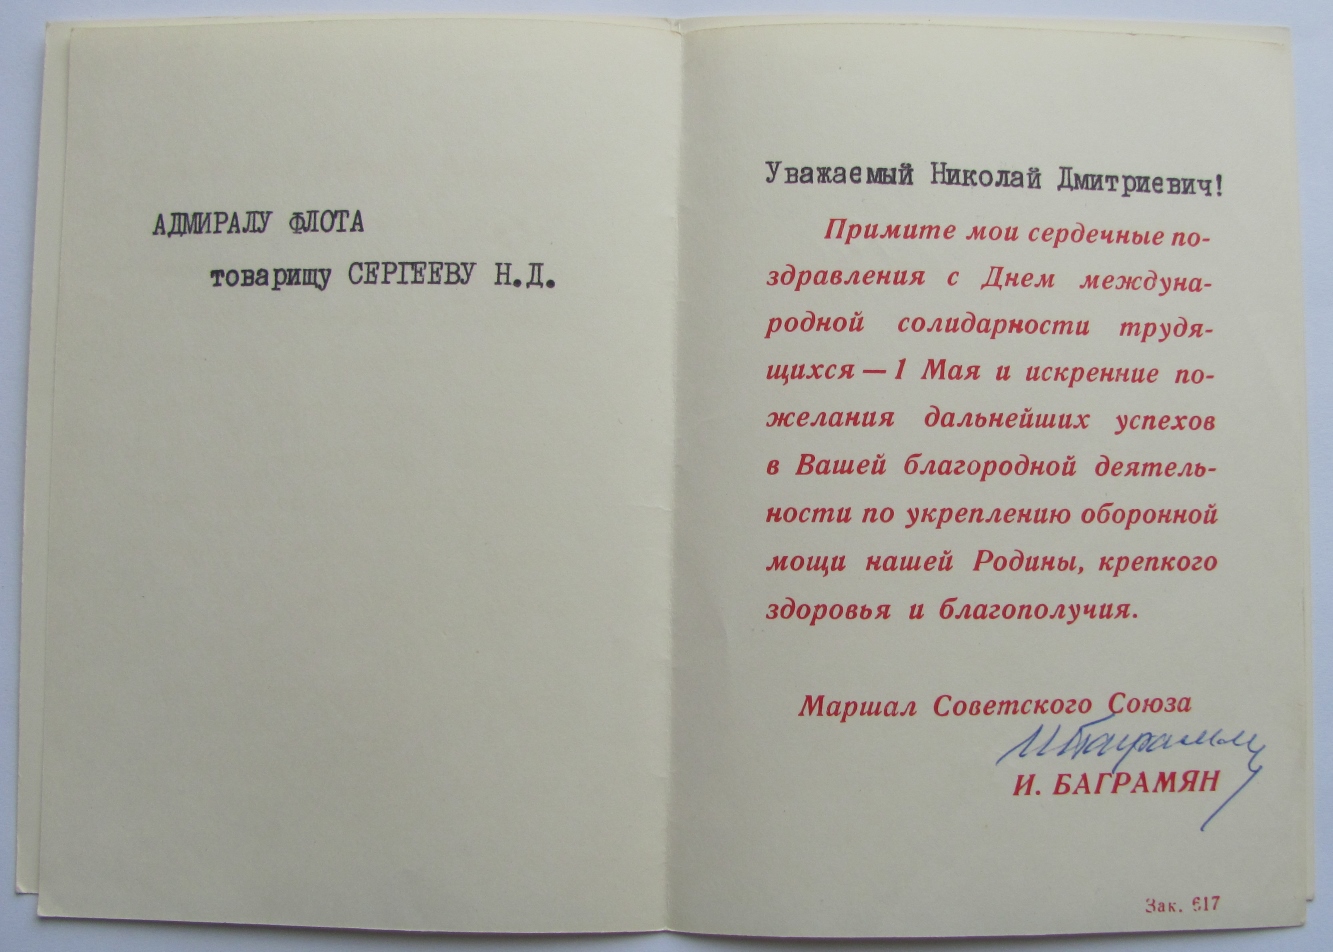 АДМИРАЛУ ФЛОТА
товарищу СЕРГЕЕВУ Н.Д.
Уважаемый Николай Дмитриевич!
Примите мои сердечные по-
здравления с Днем междуна-
родной солидарности трудя-
щихся — 1 Мая и искренние по-
желания дальнейших успехов
в Вашей благородной деятель-
ности по укреплению оборонной
мощи нашей Родины, крепкого
здоровья и благополучия.
Маршал Советского Союза
И Баграмян
И. БАГРАМЯН
Зак. 617